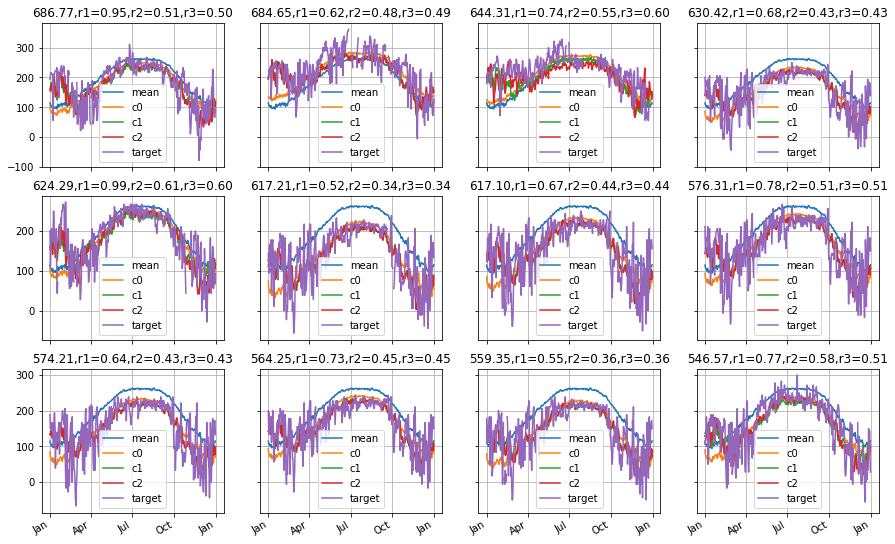 686.77,r1=0.95,r2=0.51,r3=0.50
684.65,r1=0.62,r2=0.48,r3=0.49
644.31,r1=0.74,r2=0.55,r3=0.60
630.42,r1=0.68,r2=0.43,r3=0.43
300
200
100
0
−100
mean
c0
c1
c2
target
mean
c0
c1
c2
target
mean
c0
c1
c2
target
mean
c0
c1
c2
target
624.29,r1=0.99,r2=0.61,r3=0.60
617.21,r1=0.52,r2=0.34,r3=0.34
617.10,r1=0.67,r2=0.44,r3=0.44
576.31,r1=0.78,r2=0.51,r3=0.51
200
100
0
mean
c0
c1
c2
target
mean
c0
c1
c2
target
mean
c0
c1
c2
target
mean
c0
c1
c2
target
574.21,r1=0.64,r2=0.43,r3=0.43
564.25,r1=0.73,r2=0.45,r3=0.45
559.35,r1=0.55,r2=0.36,r3=0.36
546.57,r1=0.77,r2=0.58,r3=0.51
300
200
100
0
mean
c0
c1
c2
target
mean
c0
c1
c2
target
mean
c0
c1
c2
target
mean
c0
c1
c2
target
Jan Apr Jul Oct Jan
Jan Apr Jul Oct Jan
Jan Apr Jul Oct Jan
Jan Apr Jul Oct Jan